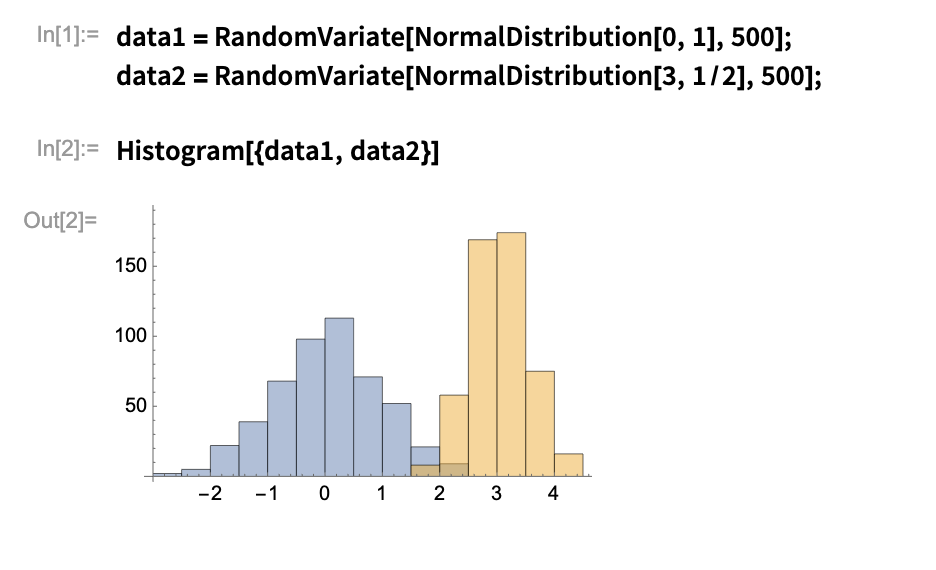 In[1]:= data1 = RandomVariate[NormalDistribution[0, 1], 500];
data2 = RandomVariate[NormalDistribution[3, 1/2], 500];
In[2]:= Histogram[{data1, data2}]
Out[2]=
150
100
50
−2 −1 0 1 2 3 4